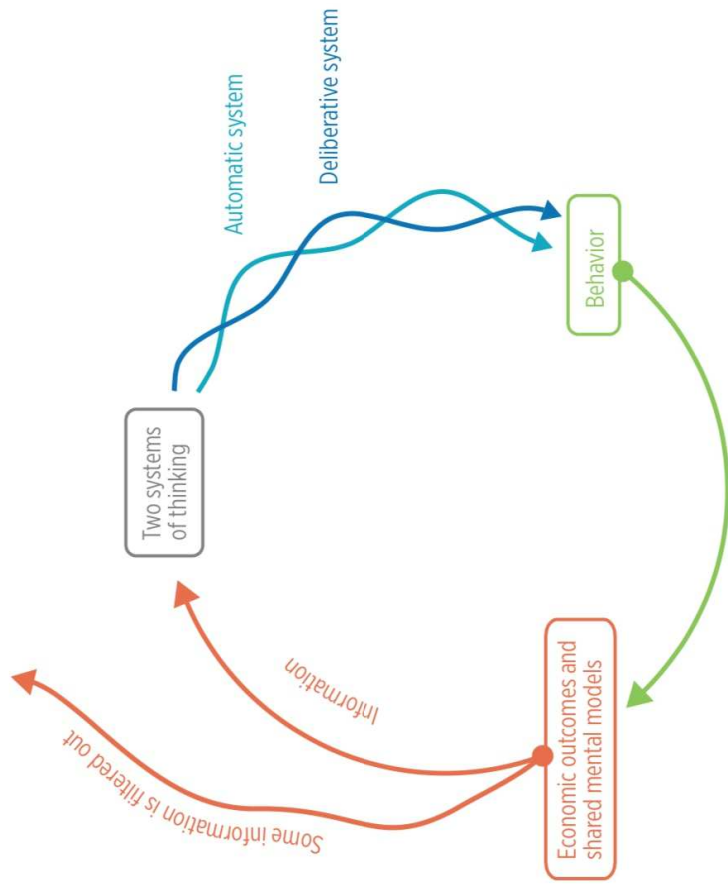 Automatic system
Deliberative system
Two systems
of thinking
Behavior
Information
Some information is filtered out
Economic outcomes and
shared mental models